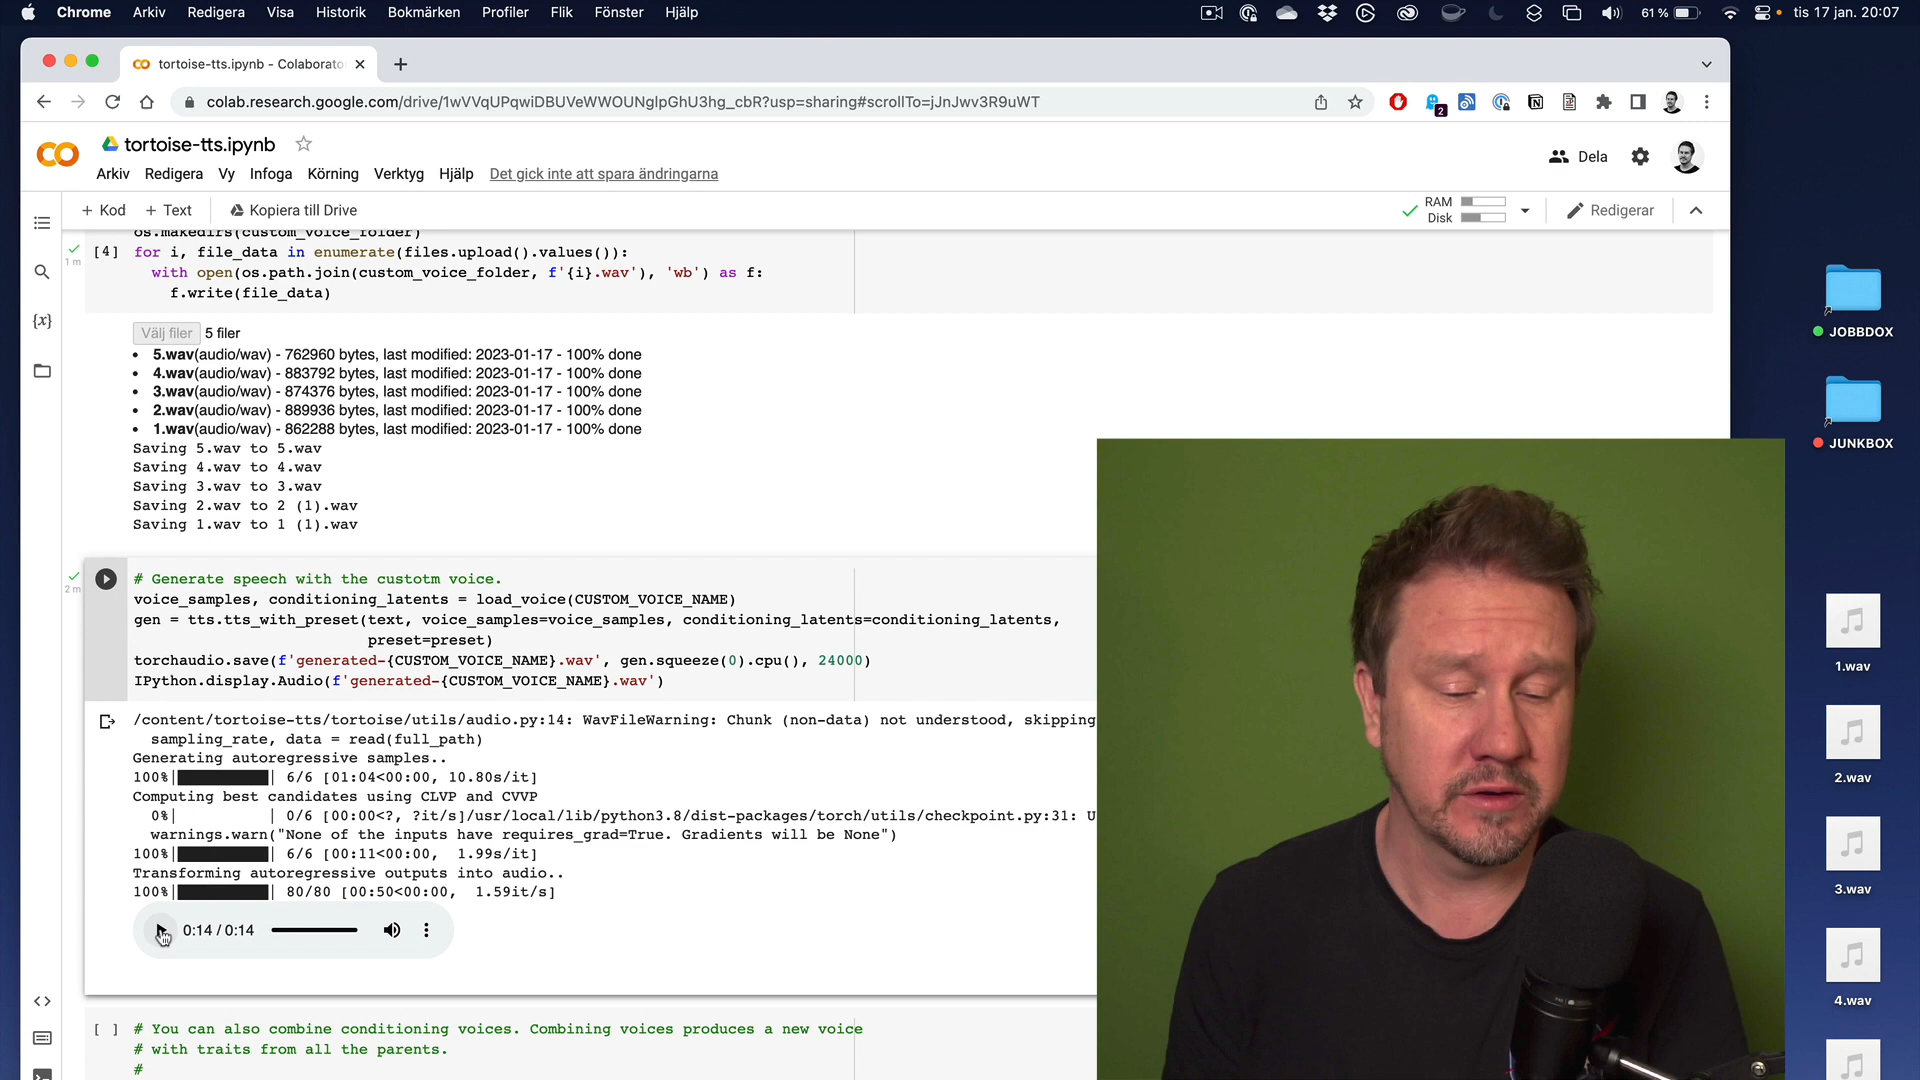 Chrome Arkiv Redigera Visa Historik Bokmärken Profiler Flik Fönster Hjälp 61 % tis 17 jan. 20:07
tortoise-tts.ipynb - Colaborato
colab.research.google.com/drive/1wVVqUPqwiDBUVeWWOUNglpGhU3hg_cbR?usp=sharing#scrollTo=jJnJwv3R9uWT
2
tortoise-tts.ipynb
Dela
Arkiv Redigera Vy Infoga Körning Verktyg Hjälp Det gick inte att spara ändringarna
+ Kod + Text Kopiera till Drive
RAM
Disk
Redigerar
os.makedirs(custom_voice_folder)
[4] for i, file_data in enumerate(files.upload().values()):
1 m
with open(os.path.join(custom_voice_folder, f'{i}.wav'), 'wb') as f:
f.write(file_data)
{x}
Välj filer 5 filer
JOBBDOX
• 5.wav(audio/wav) - 762960 bytes, last modified: 2023-01-17 - 100% done
• 4.wav(audio/wav) - 883792 bytes, last modified: 2023-01-17 - 100% done
• 3.wav(audio/wav) - 874376 bytes, last modified: 2023-01-17 - 100% done
• 2.wav(audio/wav) - 889936 bytes, last modified: 2023-01-17 - 100% done
• 1.wav(audio/wav) - 862288 bytes, last modified: 2023-01-17 - 100% done
JUNKBOX
Saving 5.wav to 5.wav
Saving 4.wav to 4.wav
Saving 3.wav to 3.wav
Saving 2.wav to 2 (1).wav
Saving 1.wav to 1 (1).wav
# Generate speech with the custotm voice.
2 m
voice_samples, conditioning_latents = load_voice(CUSTOM_VOICE_NAME)
gen = tts.tts_with_preset(text, voice_samples=voice_samples, conditioning_latents=conditioning_latents,
preset=preset)
torchaudio.save(f'generated-{CUSTOM_VOICE_NAME}.wav', gen.squeeze(0).cpu(), 24000)
IPython.display.Audio(f'generated-{CUSTOM_VOICE_NAME}.wav')
1.wav
/content/tortoise-tts/tortoise/utils/audio.py:14: WavFileWarning: Chunk (non-data) not understood, skipping
sampling_rate, data = read(full_path)
Generating autoregressive samples..
100%| | 6/6 [01:04<00:00, 10.80s/it]
2.wav
Computing best candidates using CLVP and CVVP
0%| | 0/6 [00:00<?, ?it/s]/usr/local/lib/python3.8/dist-packages/torch/utils/checkpoint.py:31: U
warnings.warn("None of the inputs have requires_grad=True. Gradients will be None")
100%| | 6/6 [00:11<00:00, 1.99s/it]
Transforming autoregressive outputs into audio..
100%| | 80/80 [00:50<00:00, 1.59it/s]
3.wav
0:14 / 0:14
4.wav
[ ] # You can also combine conditioning voices. Combining voices produces a new voice
# with traits from all the parents.
#